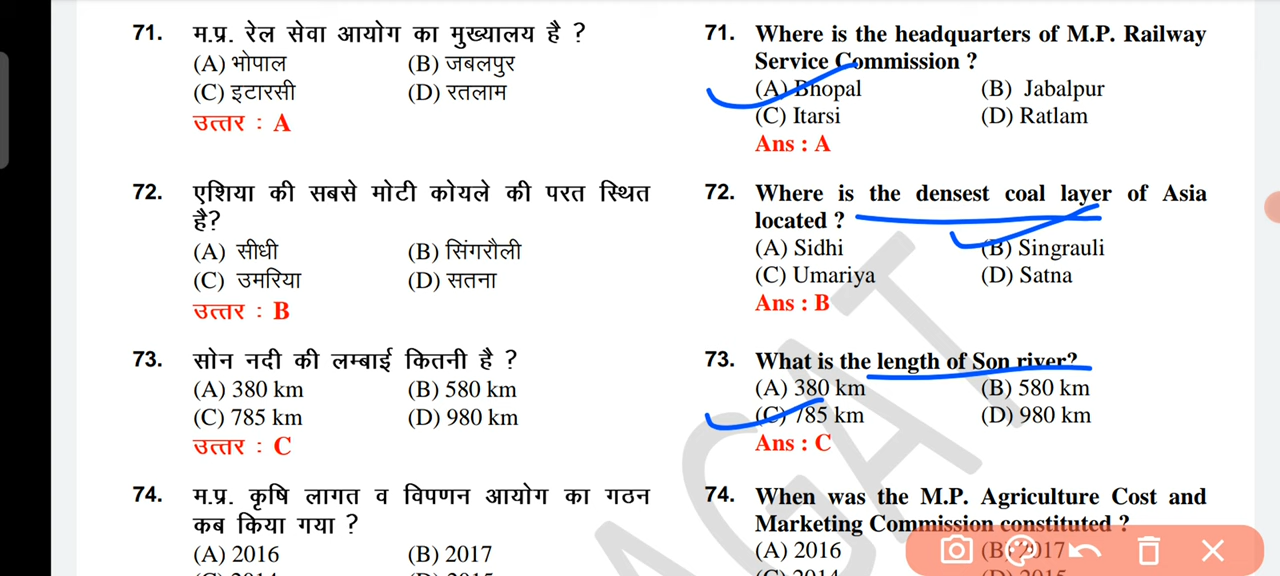 71. म.प्र. रेल सेवा आयोग का मुख्यालय है ?
(A) भोपाल (B) जबलपुर
(C) इटारसी (D) रतलाम
उत्तर : A
72. एशिया की सबसे मोटी कोयले की परत स्थित
है?
(A) सीधी (B) सिंगरौली
(C) उमरिया (D) सतना
उत्तर : B
73. सोन नदी की लम्बाई कितनी है ?
(A) 380 km (B) 580 km
(C) 785 km (D) 980 km
उत्तर : C
74. म.प्र. कृषि लागत व विपणन आयोग का गठन
कब किया गया ?
(A) 2016 (B) 2017
71. Where is the headquarters of M.P. Railway
Service Commission ?
(A) Bhopal (B) Jabalpur
(C) Itarsi (D) Ratlam
Ans : A
72. Where is the densest coal layer of Asia
located ?
(A) Sidhi (B) Singrauli
(C) Umariya (D) Satna
Ans : B
73. What is the length of Son river?
(A) 380 km (B) 580 km
(C) 785 km (D) 980 km
Ans : C
74. When was the M.P. Agriculture Cost and
Marketing Commission constituted ?
(A) 2016 (B) 2017